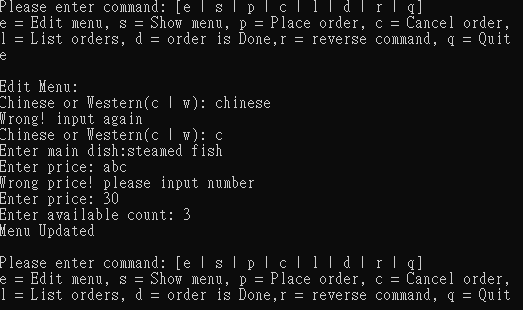 Please enter command: [e | s | p | c | l | d | r | q]
e = Edit menu, s = Show menu, p = Place order, c = Cancel order,
l = List orders, d = order is Done,r = reverse command, q = Quit
e
Edit Menu:
Chinese or Western(c | w): chinese
Wrong! input again
Chinese or Western(c | w): c
Enter main dish:steamed fish
Enter price: abc
Wrong price! please input number
Enter price: 30
Enter available count: 3
Menu Updated
Please enter command: [e | s | p | c | l | d | r | q]
e = Edit menu, s = Show menu, p = Place order, c = Cancel order,
l = List orders, d = order is Done,r = reverse command, q = Quit